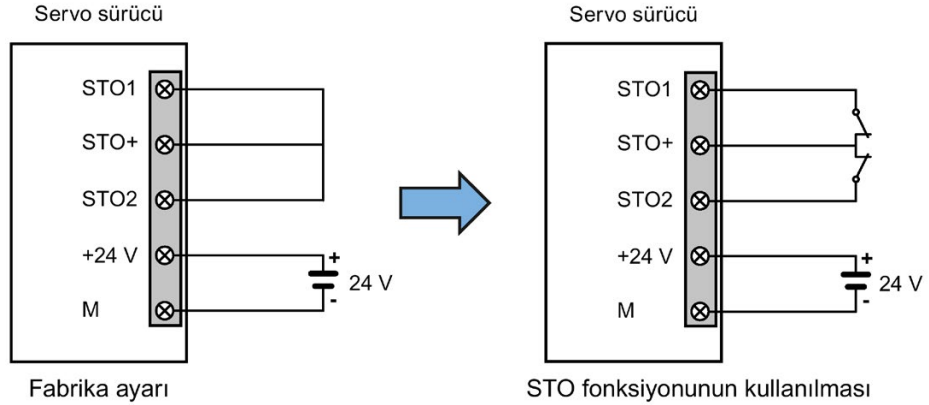 Servo sürücü
STO1
STO+
STO2
+24 V
M
+
24 V
-
Fabrika ayarı
Servo sürücü
STO1
STO+
STO2
+24 V
M
+
24 V
-
STO fonksiyonunun kullanılması